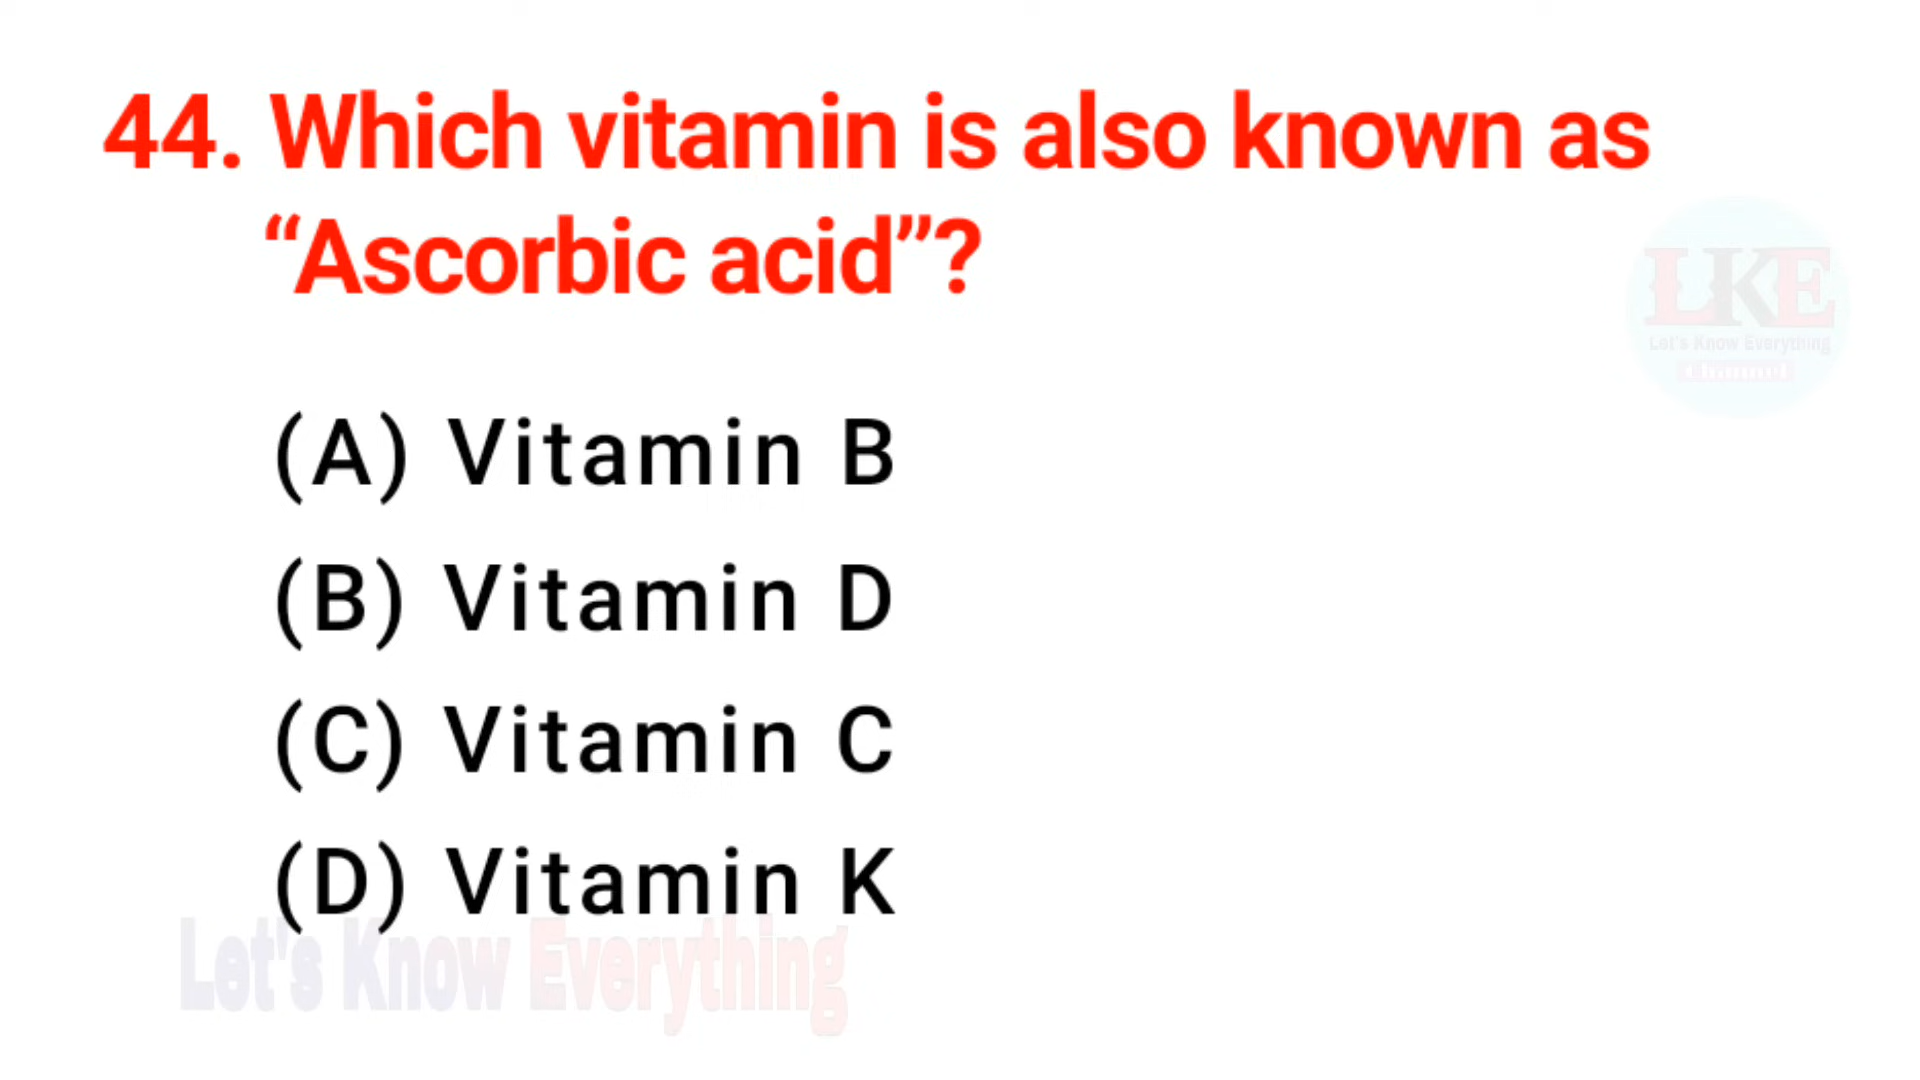 44. Which vitamin is also known as
“Ascorbic acid”?
LKE
Let's Know Everything
Channel
(A) Vitamin B
(B) Vitamin D
(C) Vitamin C
(D) Vitamin K
Let's Know Everything